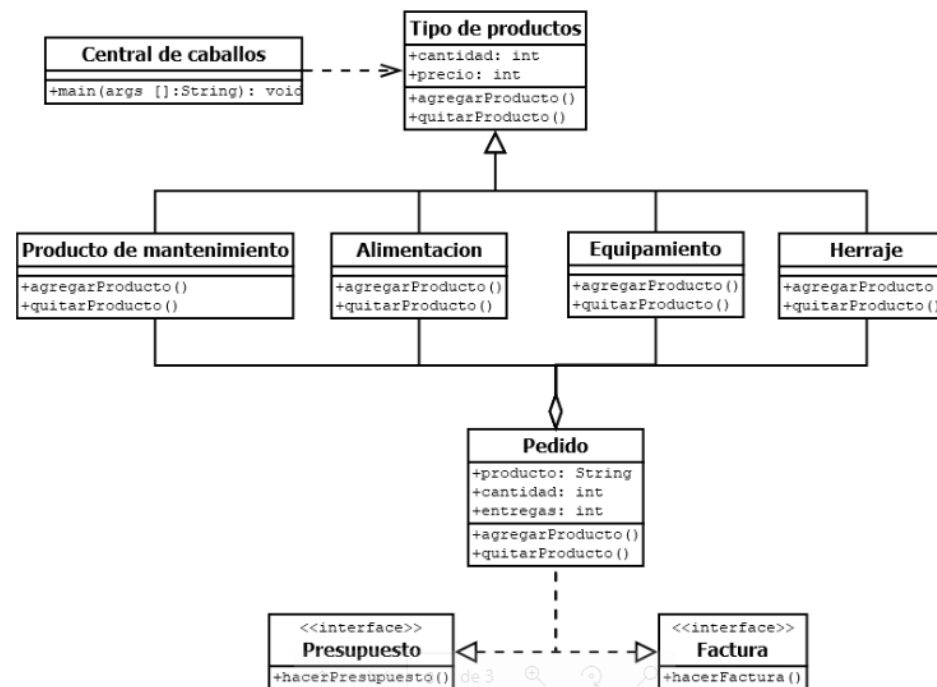 Tipo de productos
+cantidad: int
+precio: int
+agregarProducto()
+quitarProducto()
Central de caballos
+main(args []:String): void
Producto de mantenimiento
+agregarProducto()
+quitarProducto()
Alimentacion
+agregarProducto()
+quitarProducto()
Equipamiento
+agregarProducto()
+quitarProducto()
Herraje
+agregarProducto
+quitarProducto()
Pedido
+producto: String
+cantidad: int
+entregas: int
+agregarProducto()
+quitarProducto()
<<interface>>
Presupuesto
+hacerPresupuesto()
<<interface>>
Factura
+hacerFactura()
de 3